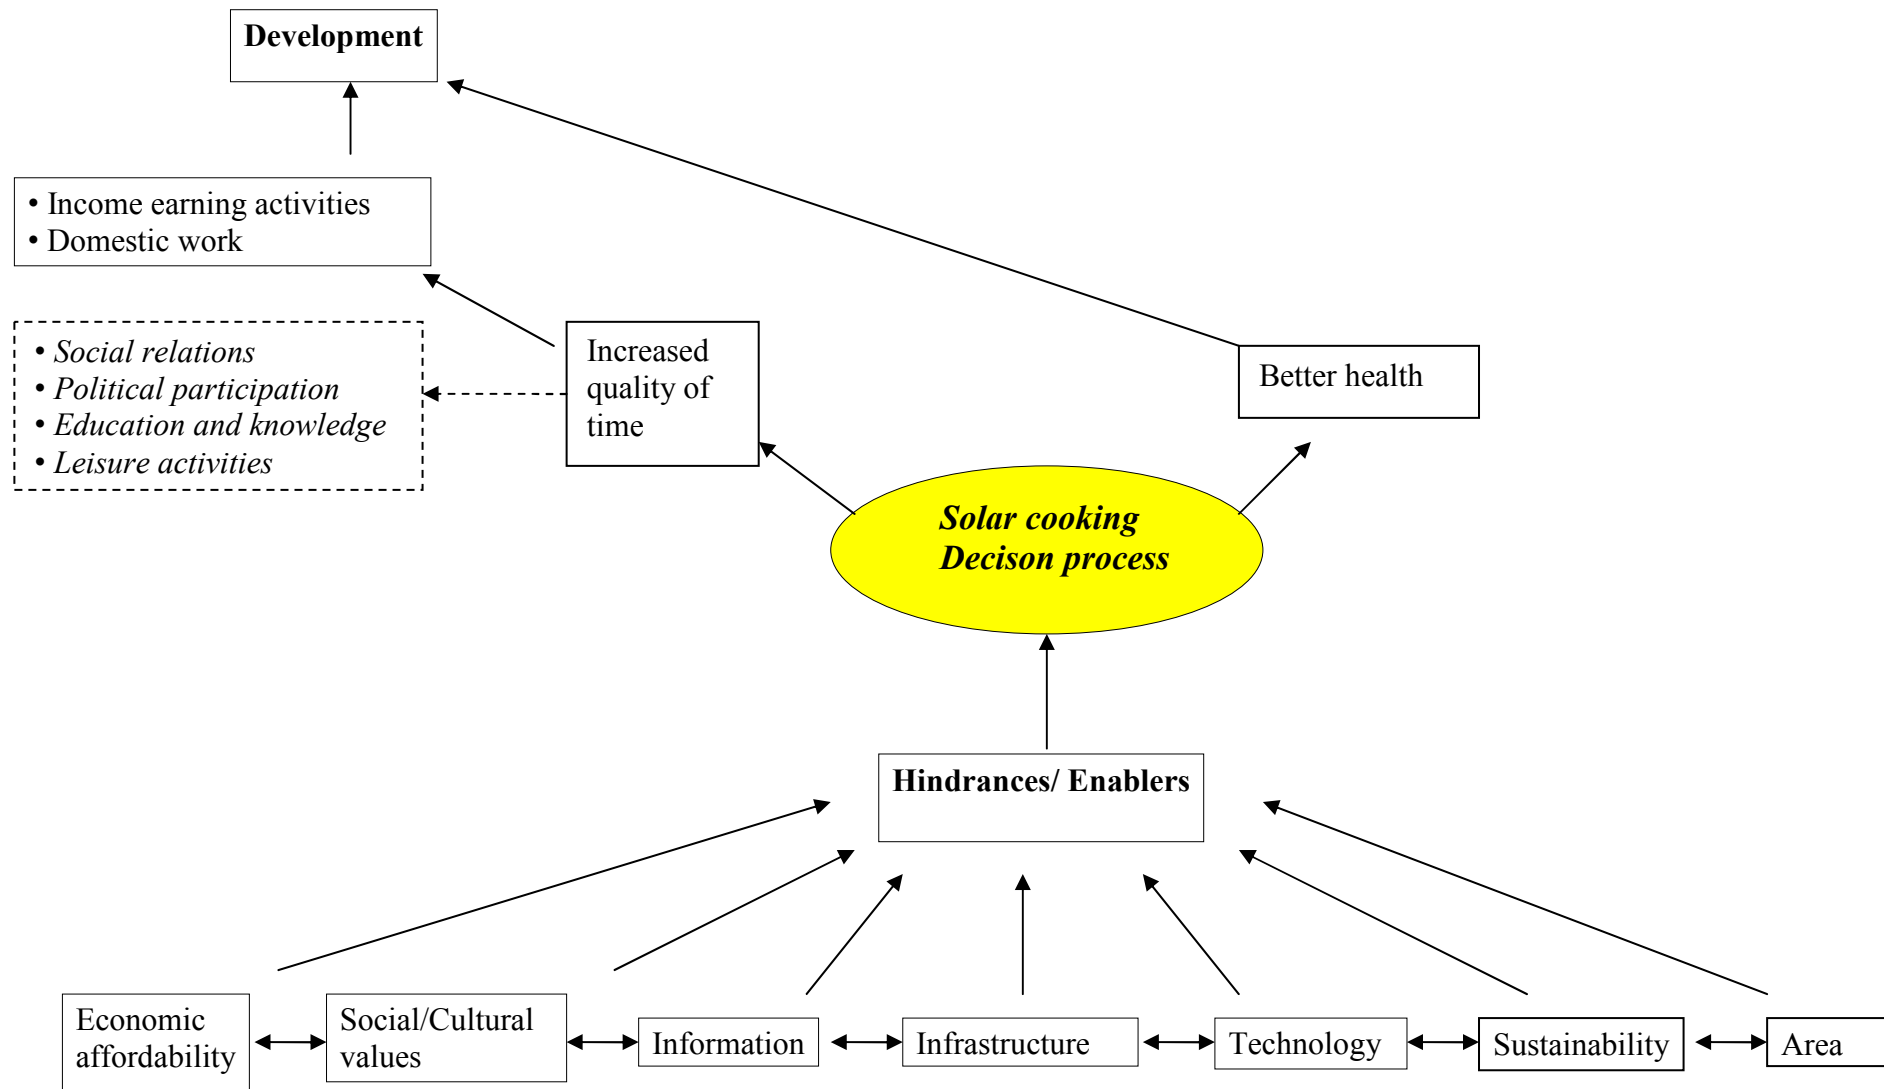 Development
• Income earning activities
• Domestic work
• Social relations
• Political participation
• Education and knowledge
• Leisure activities
Increased
quality of
time
Better health
Solar cooking
Decison process
Hindrances/ Enablers
Economic
affordability
Social/Cultural
values
Information
Infrastructure
Technology
Sustainability
Area